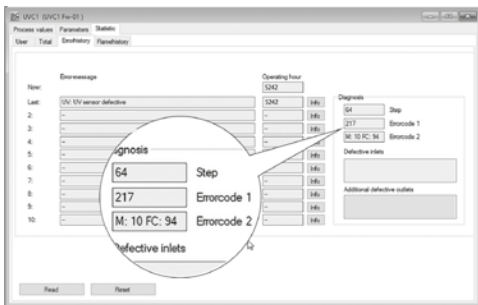 UVC1 (UVC1 Fw-01)
Process values Parameters Statistic
User Total Errorhistory Flamehistory
Errormessage Operating hour
Now: 5242
Last: UV: UV sensor defective 5242 Info
2: - - Info
3: - - Info
4: - - Info
5: - - Info
6: - - Info
7: - - Info
8: - - Info
9: - - Info
10: - - Info
Diagnosis
64 Step
217 Errorcode 1
M: 10 FC: 94 Errorcode 2
Defective inlets
Additional defective outlets
gnosis
64 Step
217 Errorcode 1
M: 10 FC: 94 Errorcode 2
Defective inlets
Read Reset